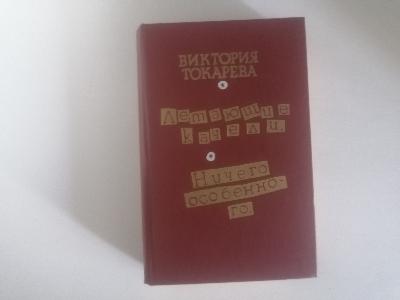 ВИКТОРИЯ
ТОКАРЕВА
Летающие
качели.
Ничего
особенно-
го.